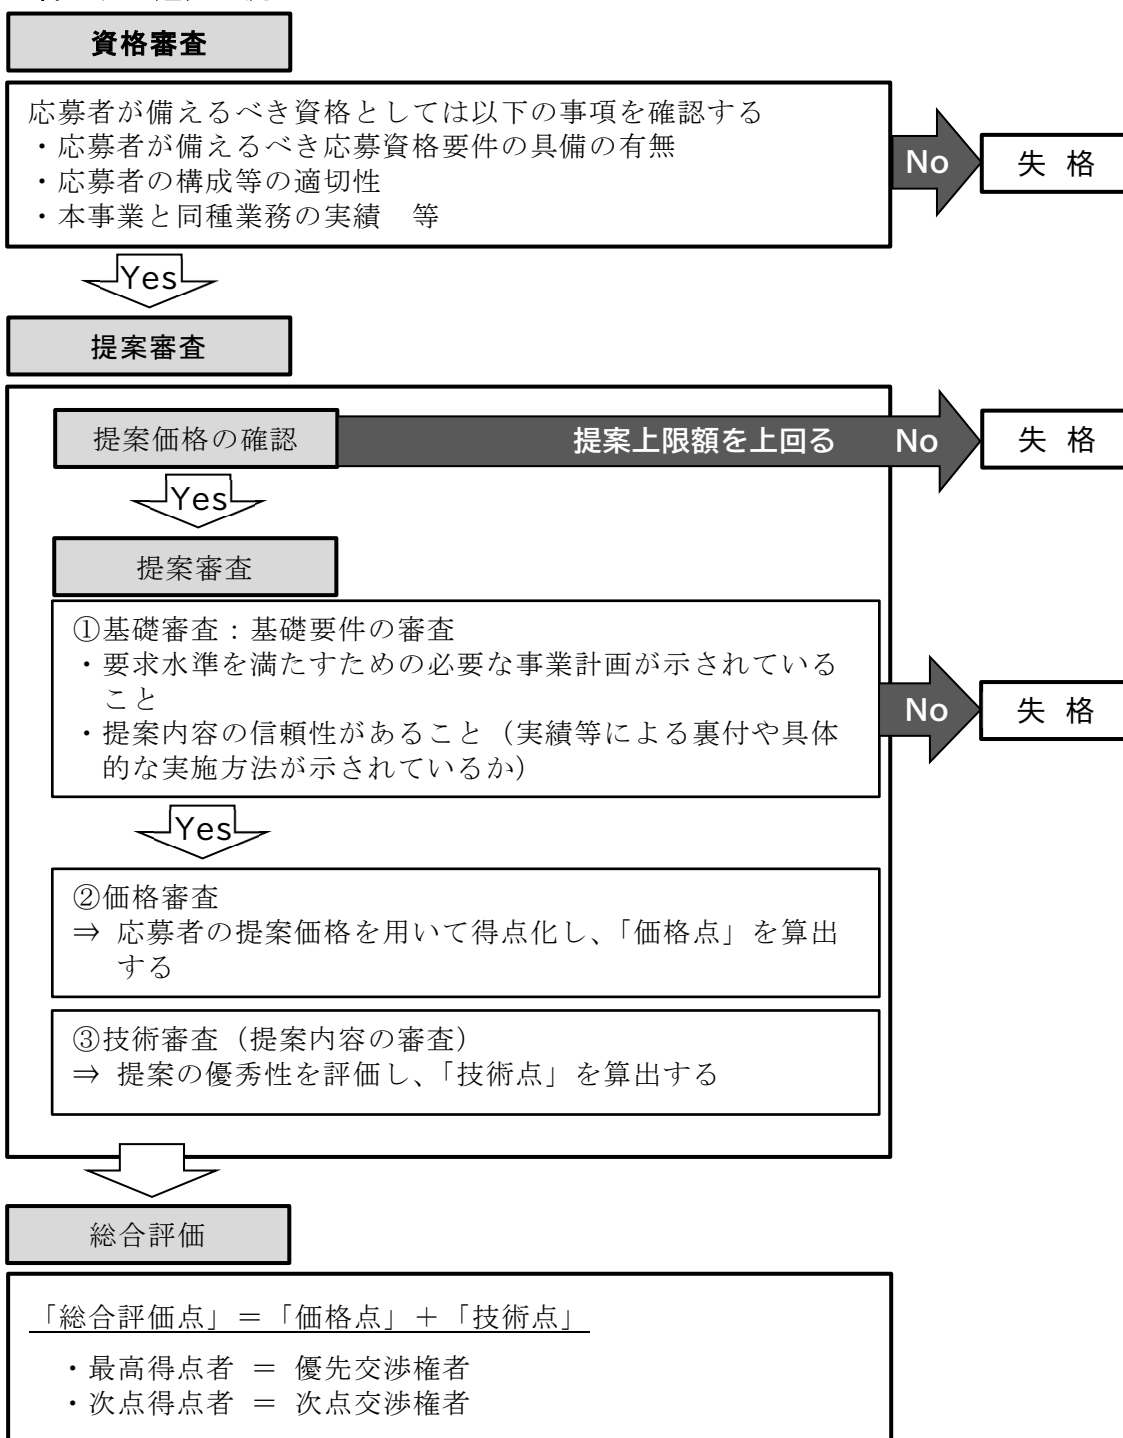 資格審査
応募者が備えるべき資格としては以下の事項を確認する
・応募者が備えるべき応募資格要件の具備の有無
・応募者の構成等の適切性
・本事業と同種業務の実績　等
No
失 格
Yes
提案審査
提案価格の確認
提案上限額を上回る　No
失 格
Yes
提案審査
①基礎審査：基礎要件の審査
・要求水準を満たすための必要な事業計画が示されている
こと
・提案内容の信頼性があること（実績等による裏付や具体
的な実施方法が示されているか）
No
失 格
Yes
②価格審査
⇒ 応募者の提案価格を用いて得点化し、「価格点」を算出
する
③技術審査（提案内容の審査）
⇒ 提案の優秀性を評価し、「技術点」を算出する
総合評価
「総合評価点」＝「価格点」＋「技術点」
・最高得点者 ＝ 優先交渉権者
・次点得点者 ＝ 次点交渉権者